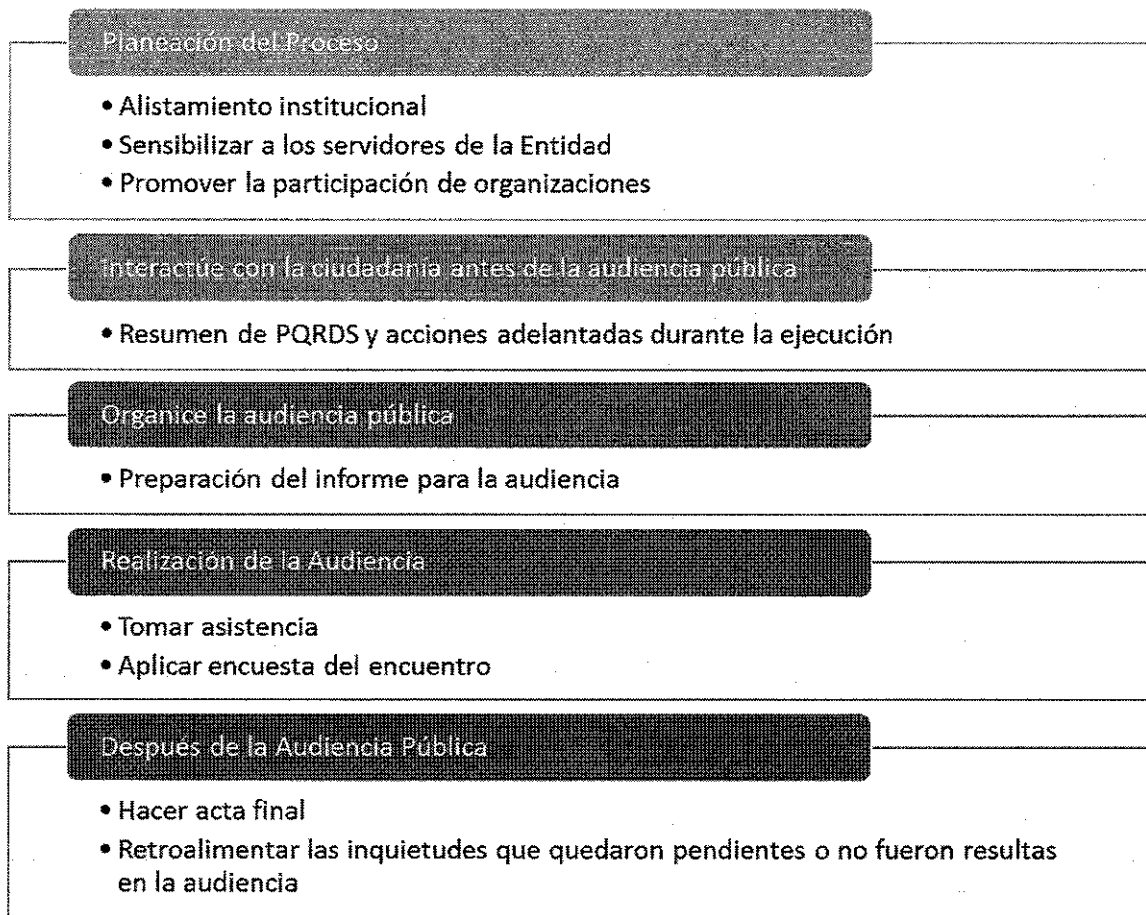 Planeación del Proceso
• Alistamiento institucional
• Sensibilizar a los servidores de la Entidad
• Promover la participación de organizaciones
Interactúe con la ciudadanía antes de la audiencia pública
• Resumen de PQRDS y acciones adelantadas durante la ejecución
Organice la audiencia pública
• Preparación del informe para la audiencia
Realización de la Audiencia
• Tomar asistencia
• Aplicar encuesta del encuentro
Después de la Audiencia Pública
• Hacer acta final
• Retroalimentar las inquietudes que quedaron pendientes o no fueron resultas
en la audiencia